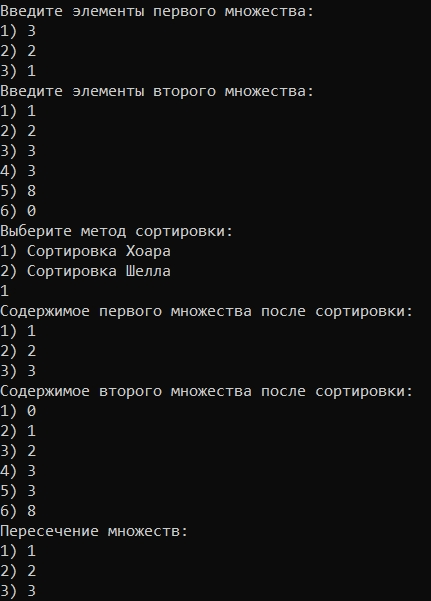 Введите элементы первого множества:
1) 3
2) 2
3) 1
Введите элементы второго множества:
1) 1
2) 2
3) 3
4) 3
5) 8
6) 0
Выберите метод сортировки:
1) Сортировка Хоара
2) Сортировка Шелла
1
Содержимое первого множества после сортировки:
1) 1
2) 2
3) 3
Содержимое второго множества после сортировки:
1) 0
2) 1
3) 2
4) 3
5) 3
6) 8
Пересечение множеств:
1) 1
2) 2
3) 3